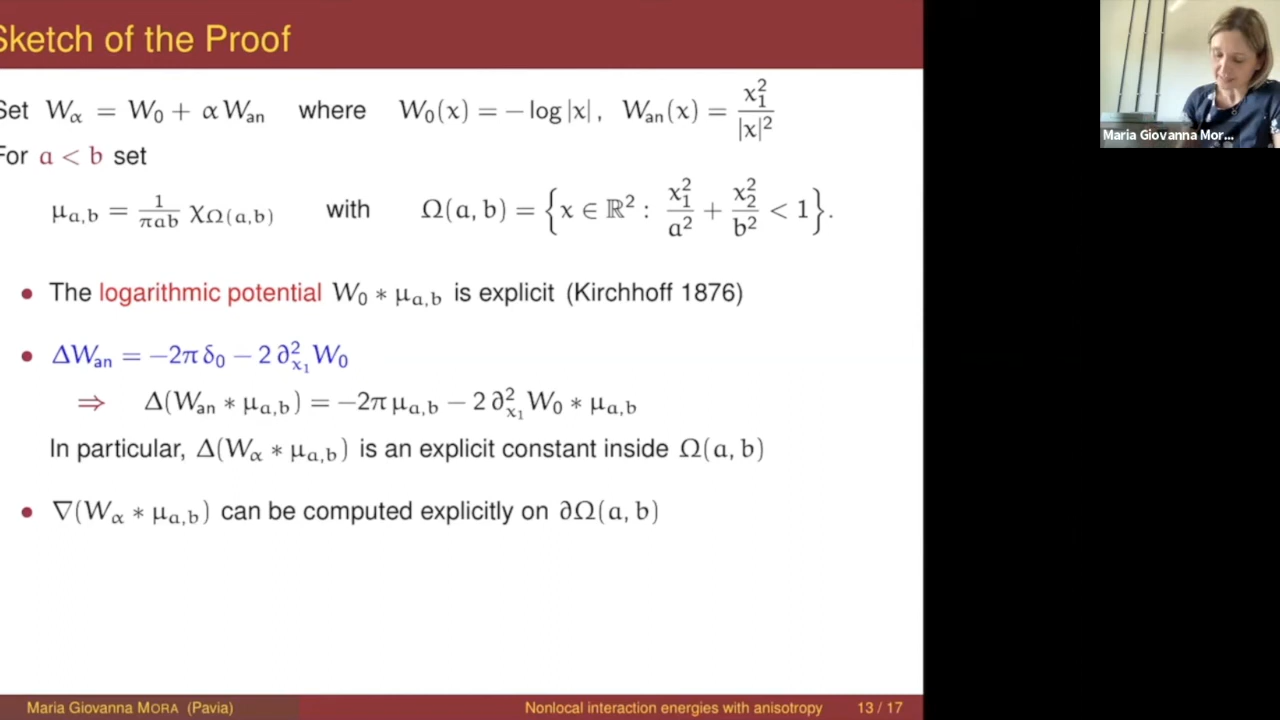 Sketch of the Proof
Set W_α = W_0 + α W_an where W_0(x) = − log |x| , W_an(x) = x_1^2 / |x|^2
For a < b set
μ_{a,b} = 1/(πab) χ_{Ω(a,b)} with Ω(a, b) = { x ∈ ℝ^2 : x_1^2/a^2 + x_2^2/b^2 < 1 }.
• The logarithmic potential W_0 ∗ μ_{a,b} is explicit (Kirchhoff 1876)
• ΔW_an = −2π δ_0 − 2 ∂^2_{x_1} W_0
⇒ Δ(W_an ∗ μ_{a,b}) = −2π μ_{a,b} − 2 ∂^2_{x_1} W_0 ∗ μ_{a,b}
In particular, Δ(W_α ∗ μ_{a,b}) is an explicit constant inside Ω(a, b)
• ∇(W_α ∗ μ_{a,b}) can be computed explicitly on ∂Ω(a, b)
Maria Giovanna MORA (Pavia) Nonlocal interaction energies with anisotropy 13 / 17
Maria Giovanna Mor...